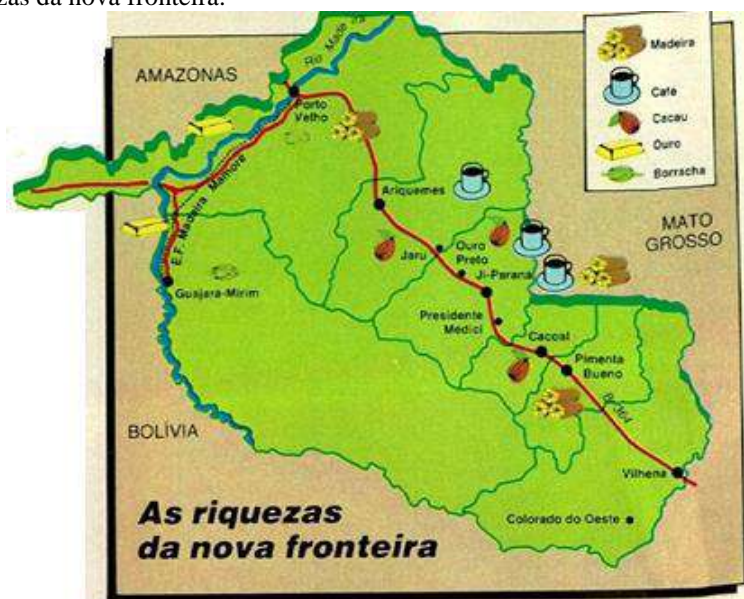 zas da nova fronteira.
AMAZONAS
Rio Madeira
Porto
Velho
E.F. Madeira Mamoré
Ariquemes
Jaru
Ouro
Preto
Ji-Paraná
Guajara-Mirim
Presidente
Medici
Cacoal
Pimenta
Bueno
BR 364
Vilhena
Colorado do Oeste
BOLÍVIA
MATO
GROSSO
Madeira
Café
Cacau
Ouro
Borracha
As riquezas
da nova fronteira